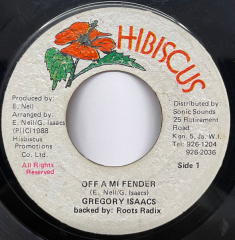 HIBISCUS
Produced by:
E. Neil
Arranged by:
E. Neil/G. Isaacs
(P)(C)1988
Hisbiscus
Promotions
Co. Ltd.
All Rights
Reserved
Distributed by
Sonic Sounds
25 Retirement
Road
Kgn. 5, Ja. W.I.
Tel: 926-1204
926-2036
Side 1
OFF A MI FENDER
(E. Neil/G. Isaacs)
GREGORY ISAACS
backed by: Roots Radix